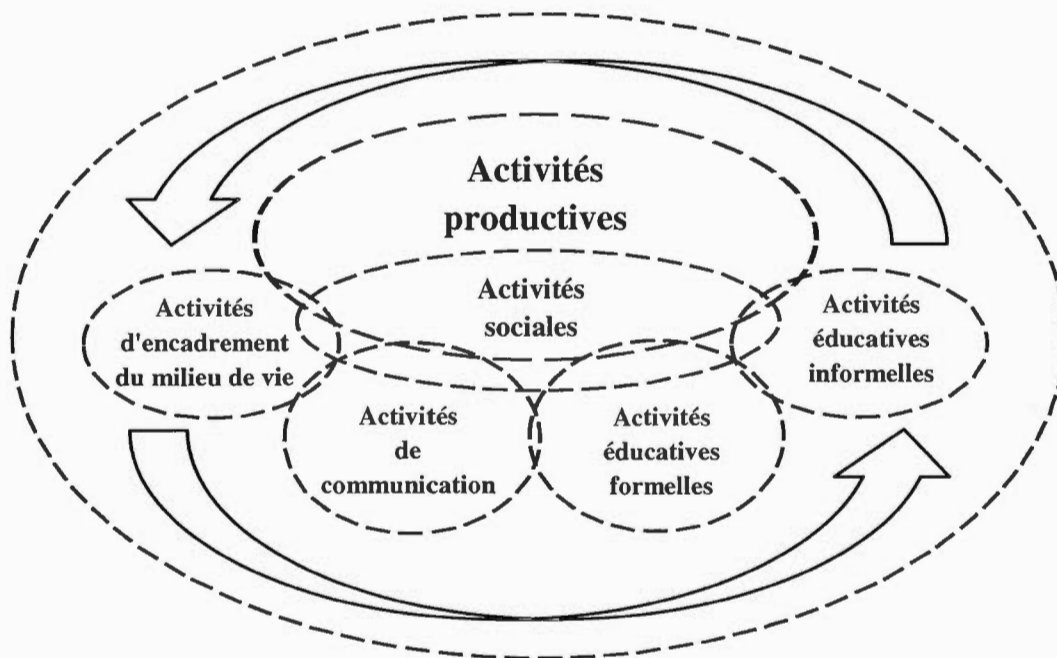 Activités
productives
Activités
sociales
Activités
d'encadrement
du milieu de vie
Activités
éducatives
informelles
Activités
de
communication
Activités
éducatives
formelles